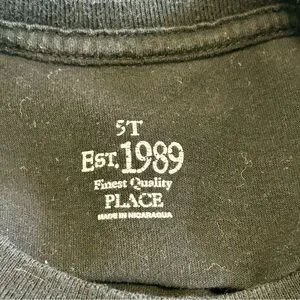 5T
EST. 1989
Finest Quality
PLACE
MADE IN NICARAGUA